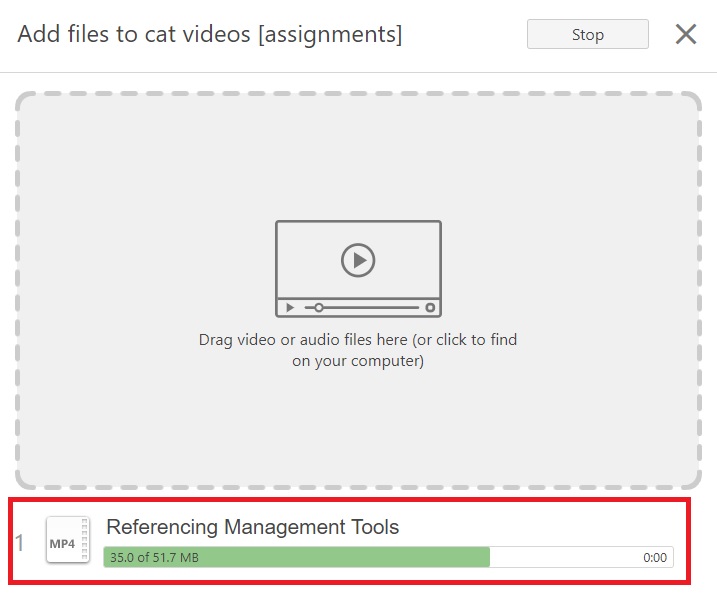 Add files to cat videos [assignments]
Stop
Drag video or audio files here (or click to find
on your computer)
1
MP4
Referencing Management Tools
35.0 of 51.7 MB
0:00